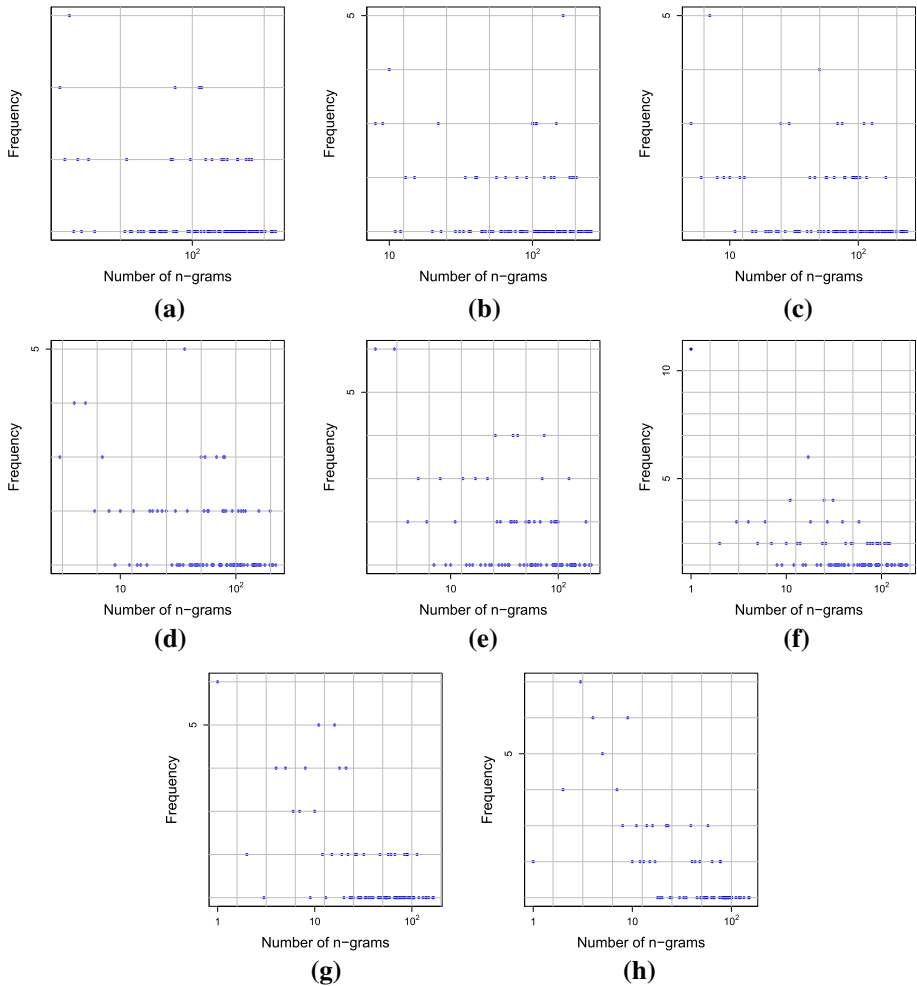 Frequency
10²
Number of n−grams
(a)
5
Frequency
10
10²
Number of n−grams
(b)
5
Frequency
10
10²
Number of n−grams
(c)
5
Frequency
10
10²
Number of n−grams
(d)
5
Frequency
10
10²
Number of n−grams
(e)
10
5
Frequency
1
10
10²
Number of n−grams
(f)
5
Frequency
1
10
10²
Number of n−grams
(g)
5
Frequency
1
10
10²
Number of n−grams
(h)